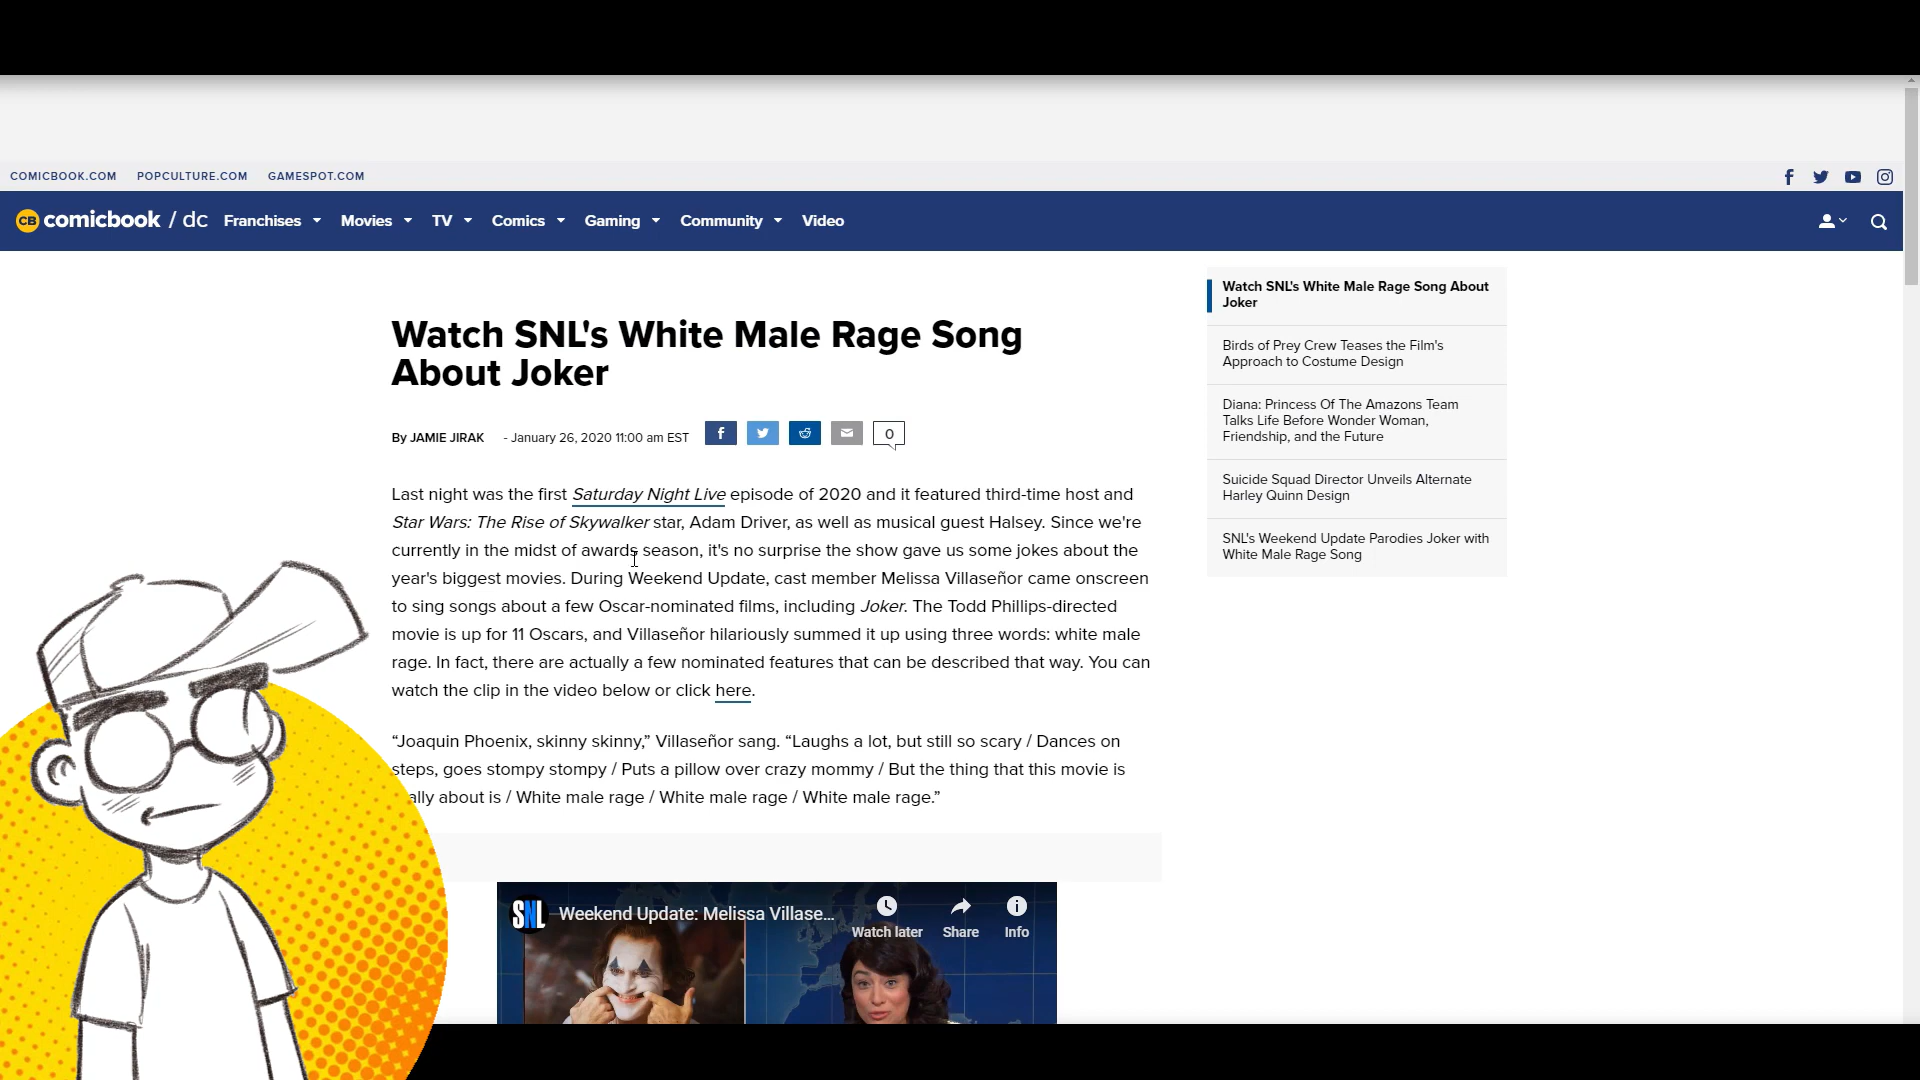 COMICBOOK.COM POPCULTURE.COM GAMESPOT.COM
CB comicbook / dc Franchises Movies TV Comics Gaming Community Video
Watch SNL's White Male Rage Song
About Joker
By JAMIE JIRAK - January 26, 2020 11:00 am EST 0
Last night was the first Saturday Night Live episode of 2020 and it featured third-time host and
Star Wars: The Rise of Skywalker star, Adam Driver, as well as musical guest Halsey. Since we're
currently in the midst of awards season, it's no surprise the show gave us some jokes about the
year's biggest movies. During Weekend Update, cast member Melissa Villaseñor came onscreen
to sing songs about a few Oscar-nominated films, including Joker. The Todd Phillips-directed
movie is up for 11 Oscars, and Villaseñor hilariously summed it up using three words: white male
rage. In fact, there are actually a few nominated features that can be described that way. You can
watch the clip in the video below or click here.
“Joaquin Phoenix, skinny skinny,” Villaseñor sang. “Laughs a lot, but still so scary / Dances on
steps, goes stompy stompy / Puts a pillow over crazy mommy / But the thing that this movie is
ally about is / White male rage / White male rage / White male rage.”
SNL Weekend Update: Melissa Villase...
Watch later Share Info
Watch SNL's White Male Rage Song About
Joker
Birds of Prey Crew Teases the Film's
Approach to Costume Design
Diana: Princess Of The Amazons Team
Talks Life Before Wonder Woman,
Friendship, and the Future
Suicide Squad Director Unveils Alternate
Harley Quinn Design
SNL's Weekend Update Parodies Joker with
White Male Rage Song